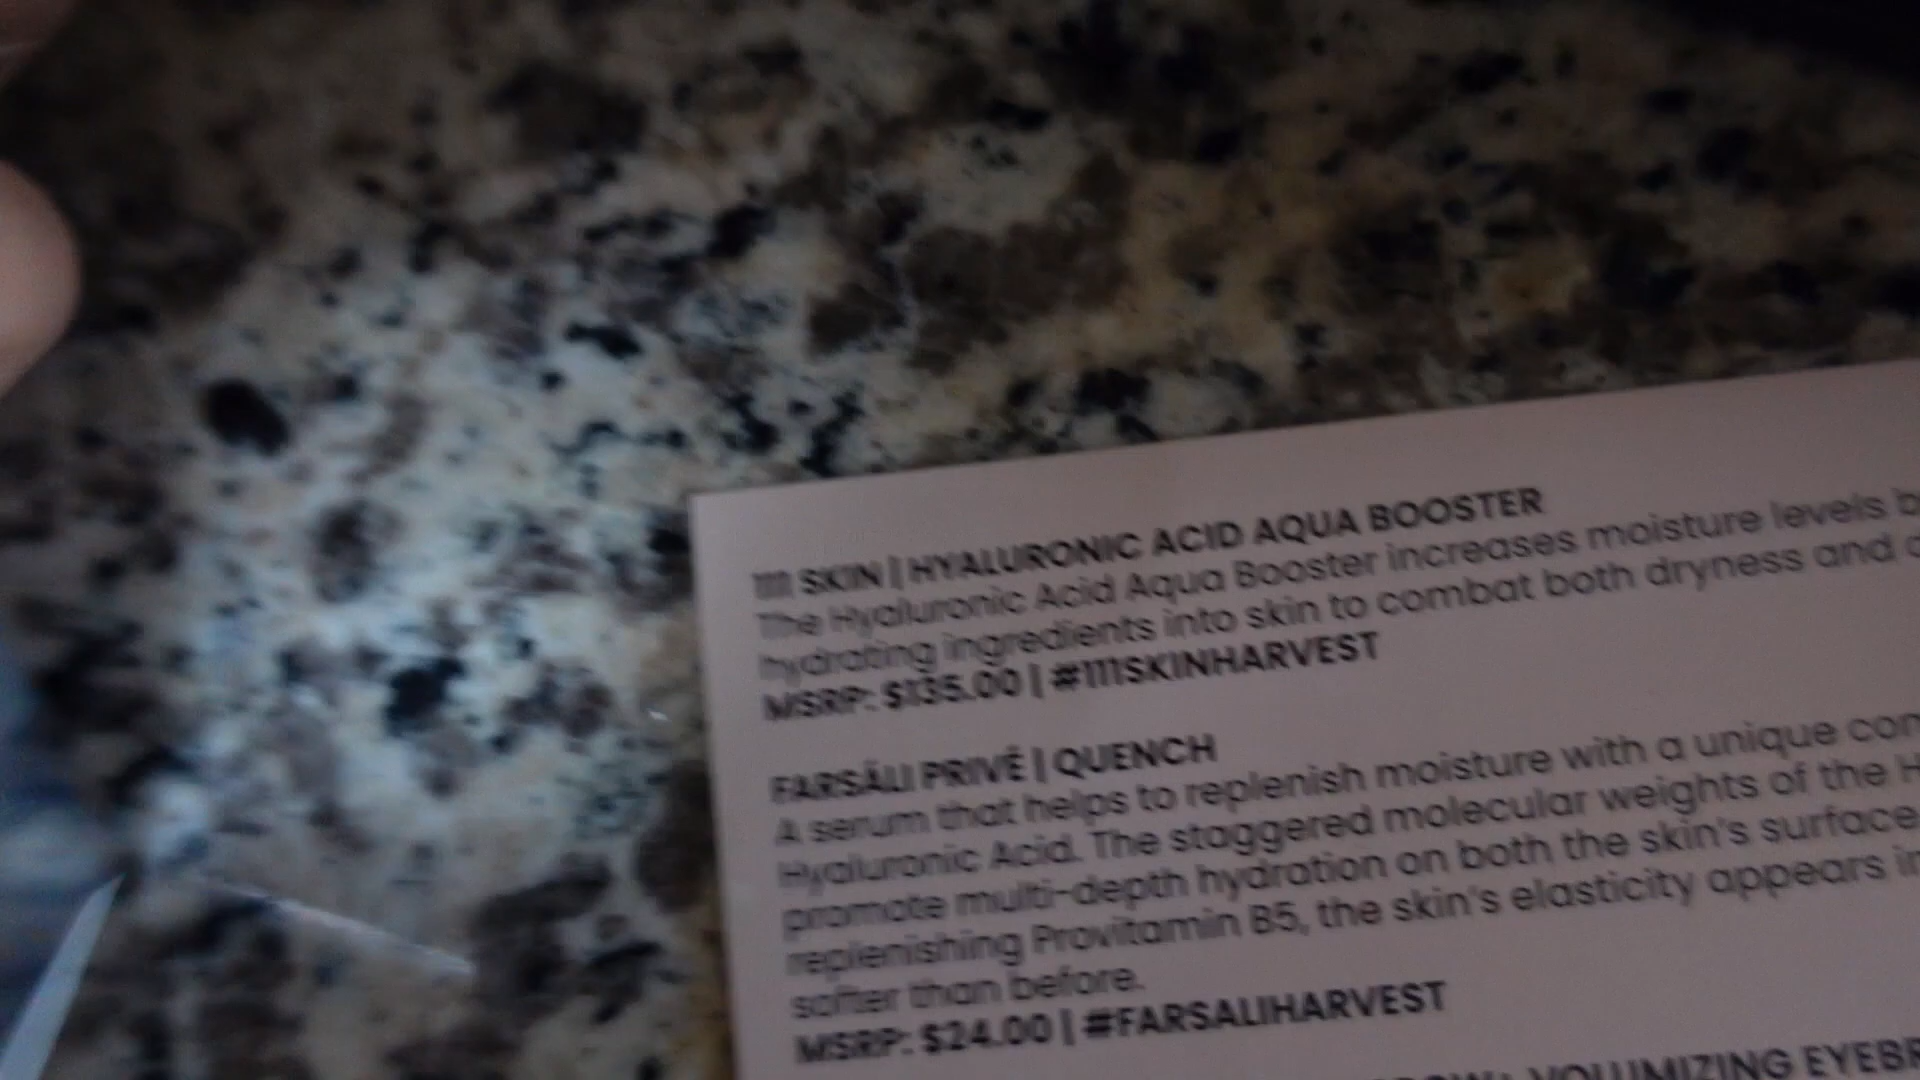 111 SKIN | HYALURONIC ACID AQUA BOOSTER
The Hyaluronic Acid Aqua Booster increases moisture levels
hydrating ingredients into skin to combat both dryness and
MSRP: $135.00 | #111SKINHARVEST
FARSÁLI PRIVÉ | QUENCH
A serum that helps to replenish moisture with a unique
Hyaluronic Acid. The staggered molecular weights of the
promote multi-depth hydration on both the skin's surface
replenishing Provitamin B5, the skin's elasticity appears
softer than before.
MSRP: $24.00 | #FARSALIHARVEST
VOLUMIZING